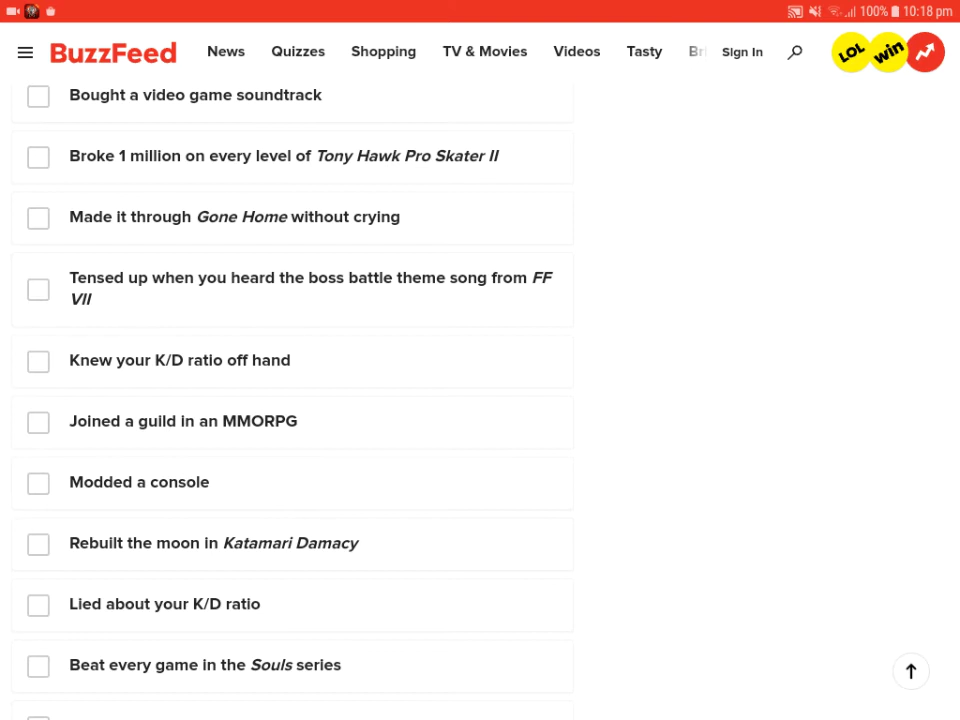 100% 10:18 pm
BuzzFeed News Quizzes Shopping TV & Movies Videos Tasty Bri Sign In LOL win
Bought a video game soundtrack
Broke 1 million on every level of Tony Hawk Pro Skater II
Made it through Gone Home without crying
Tensed up when you heard the boss battle theme song from FF
VII
Knew your K/D ratio off hand
Joined a guild in an MMORPG
Modded a console
Rebuilt the moon in Katamari Damacy
Lied about your K/D ratio
Beat every game in the Souls series